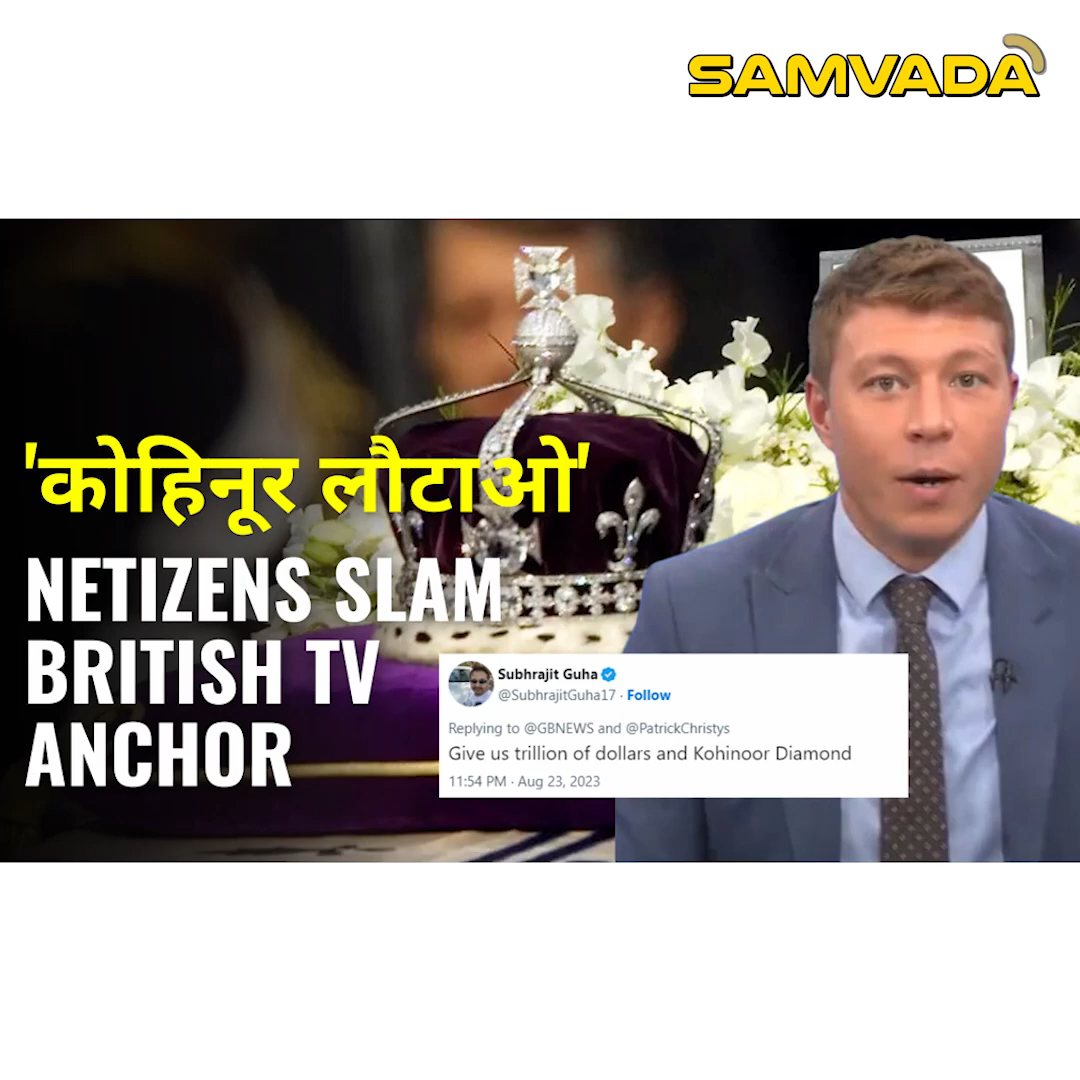 SAMVADA
'कोहिनूर लौटाओ'
NETIZENS SLAM
BRITISH TV
ANCHOR
Subhrajit Guha
@SubhrajitGuha17 · Follow
Replying to @GBNEWS and @PatrickChristys
Give us trillion of dollars and Kohinoor Diamond
11:54 PM · Aug 23, 2023